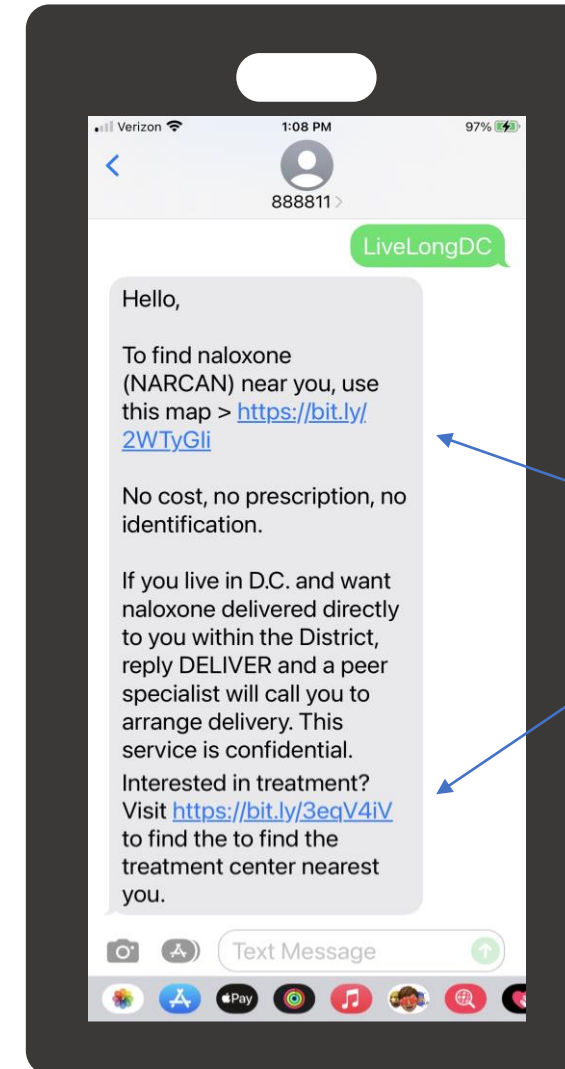 Verizon 1:08 PM 97%
888811
LiveLongDC
Hello,
To find naloxone
(NARCAN) near you, use
this map > https://bit.ly/
2WTyGli
No cost, no prescription, no
identification.
If you live in D.C. and want
naloxone delivered directly
to you within the District,
reply DELIVER and a peer
specialist will call you to
arrange delivery. This
service is confidential.
Interested in treatment?
Visit https://bit.ly/3eqV4iV
to find the to find the
treatment center nearest
you.
Text Message
Pay